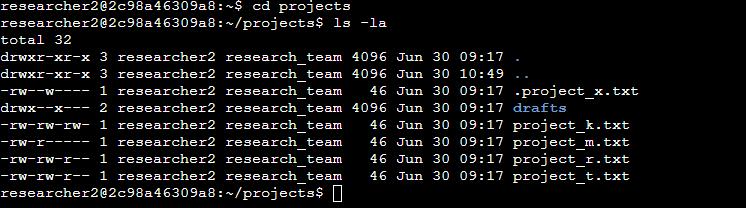 researcher2@2c98a46309a8:~$ cd projects
researcher2@2c98a46309a8:~/projects$ ls -la
total 32
drwxr-xr-x 3 researcher2 research_team 4096 Jun 30 09:17 .
drwxr-xr-x 3 researcher2 research_team 4096 Jun 30 10:49 ..
-rw--w---- 1 researcher2 research_team   46 Jun 30 09:17 .project_x.txt
drwx--x--- 2 researcher2 research_team 4096 Jun 30 09:17 drafts
-rw-rw-rw- 1 researcher2 research_team   46 Jun 30 09:17 project_k.txt
-rw-r----- 1 researcher2 research_team   46 Jun 30 09:17 project_m.txt
-rw-rw-r-- 1 researcher2 research_team   46 Jun 30 09:17 project_r.txt
-rw-rw-r-- 1 researcher2 research_team   46 Jun 30 09:17 project_t.txt
researcher2@2c98a46309a8:~/projects$